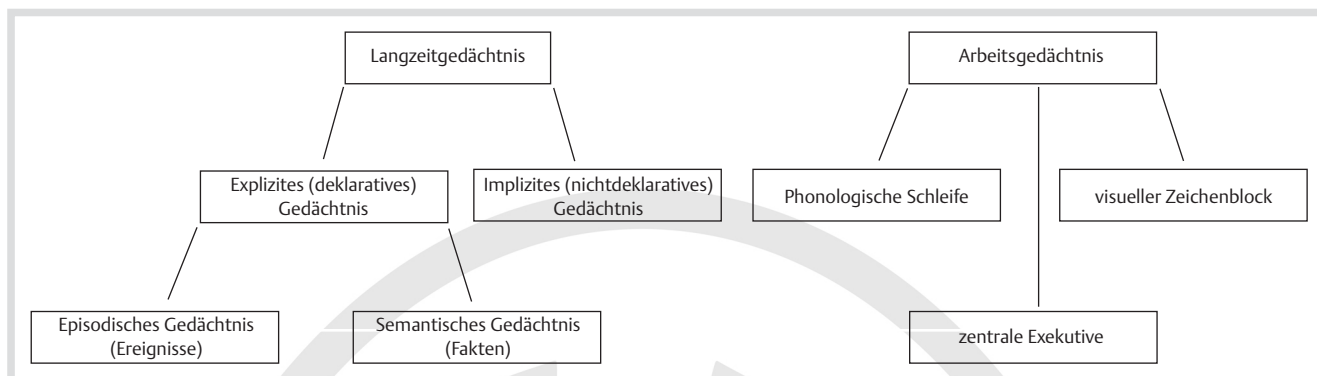 Langzeitgedächtnis
Arbeitsgedächtnis
Explizites (deklaratives)
Gedächtnis
Implizites (nichtdeklaratives)
Gedächtnis
Phonologische Schleife
visueller Zeichenblock
Episodisches Gedächtnis
(Ereignisse)
Semantisches Gedächtnis
(Fakten)
zentrale Exekutive